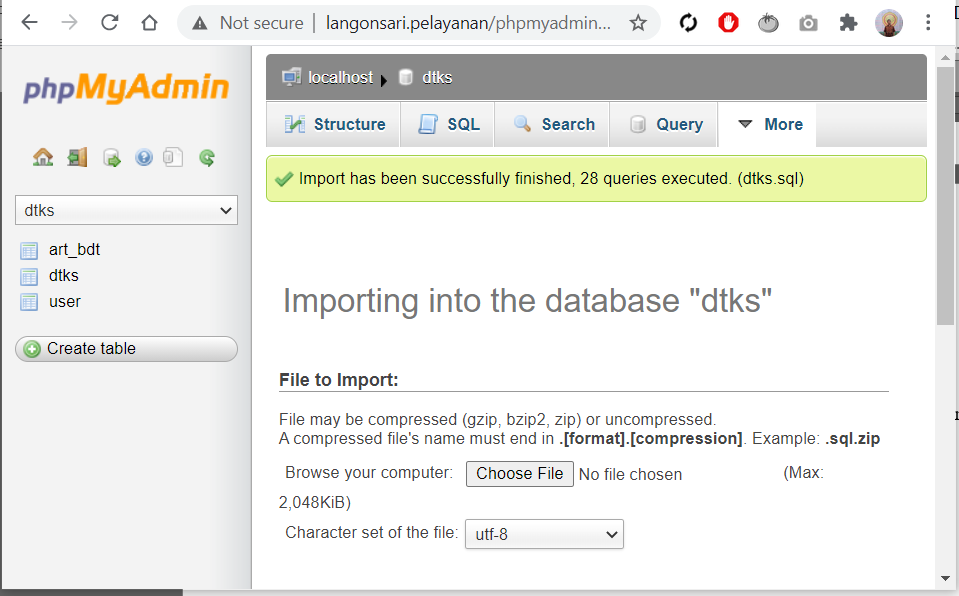 Not secure | langonsari.pelayanan/phpmyadmin...
phpMyAdmin
localhost dtks
Structure SQL Search Query More
Import has been successfully finished, 28 queries executed. (dtks.sql)
dtks
art_bdt
dtks
user
Create table
Importing into the database "dtks"
File to Import:
File may be compressed (gzip, bzip2, zip) or uncompressed.
A compressed file's name must end in .[format].[compression]. Example: .sql.zip
Browse your computer: Choose File No file chosen (Max:
2,048KiB)
Character set of the file: utf-8